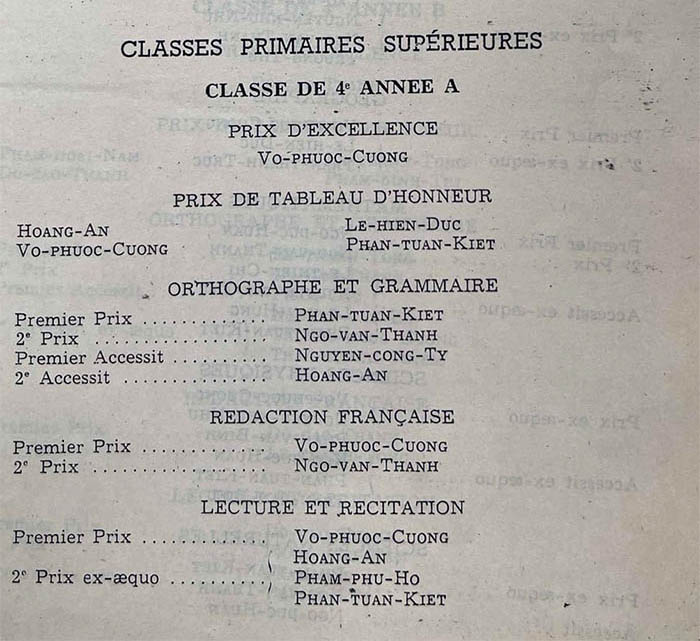 CLASSES PRIMAIRES SUPÉRIEURES
CLASSE DE 4e ANNEE A
PRIX D'EXCELLENCE
VO-PHUOC-CUONG
PRIX DE TABLEAU D'HONNEUR
HOANG-AN LE-HIEN-DUC
VO-PHUOC-CUONG PHAN-TUAN-KIET
ORTHOGRAPHE ET GRAMMAIRE
Premier Prix .......... PHAN-TUAN-KIET
2e Prix ................ NGO-VAN-THANH
Premier Accessit ........ NGUYEN-CONG-TY
2e Accessit ............. HOANG-AN
REDACTION FRANÇAISE
Premier Prix ............ VO-PHUOC-CUONG
2e Prix ................ NGO-VAN-THANH
LECTURE ET RECITATION
Premier Prix ............ VO-PHUOC-CUONG
HOANG-AN
2e Prix ex-æquo ......... PHAM-PHU-HO
PHAN-TUAN-KIET